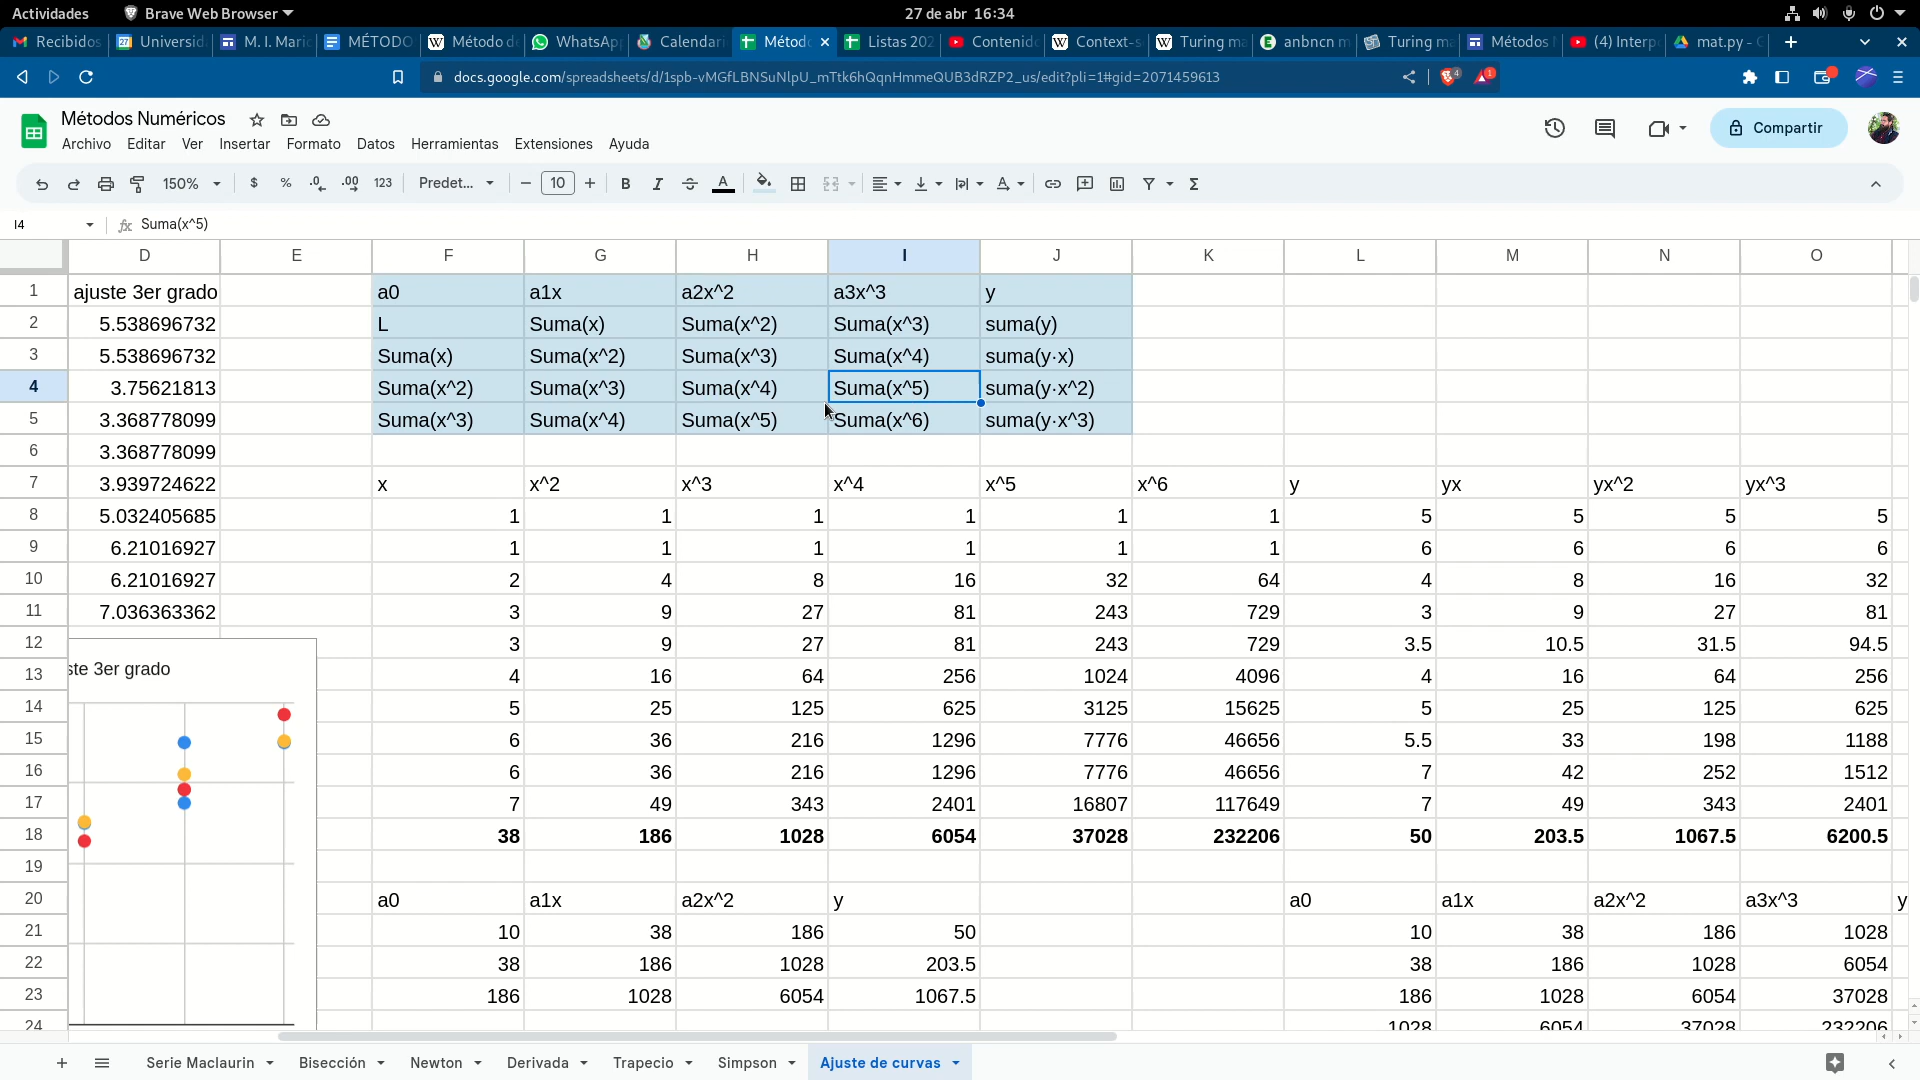 Actividades Brave Web Browser 27 de abr 16:34
Recibidos Universid M. I. Mari MÉTODO Método de WhatsApp Calendari Métod Listas 202 Contenid Context-s Turing ma anbncn m Turing ma Métodos (4) Interp mat.py - G
docs.google.com/spreadsheets/d/1spb-vMGfLBNSuNlpU_mTtk6hQqnHmmeQUB3dRZP2_us/edit?pli=1#gid=2071459613 4 1
Métodos Numéricos
Archivo Editar Ver Insertar Formato Datos Herramientas Extensiones Ayuda Compartir
150% $ % .0 .00 123 Predet... 10 B I S A Σ
I4 fx Suma(x^5)
D E F G H I J K L M N O
1 ajuste 3er grado a0 a1x a2x^2 a3x^3 y
2 5.538696732 L Suma(x) Suma(x^2) Suma(x^3) suma(y)
3 5.538696732 Suma(x) Suma(x^2) Suma(x^3) Suma(x^4) suma(y·x)
4 3.75621813 Suma(x^2) Suma(x^3) Suma(x^4) Suma(x^5) suma(y·x^2)
5 3.368778099 Suma(x^3) Suma(x^4) Suma(x^5) Suma(x^6) suma(y·x^3)
6 3.368778099
7 3.939724622 x x^2 x^3 x^4 x^5 x^6 y yx yx^2 yx^3
8 5.032405685 1 1 1 1 1 1 5 5 5 5
9 6.21016927 1 1 1 1 1 1 6 6 6 6
10 6.21016927 2 4 8 16 32 64 4 8 16 32
11 7.036363362 3 9 27 81 243 729 3 9 27 81
12 3 9 27 81 243 729 3.5 10.5 31.5 94.5
ste 3er grado
13 4 16 64 256 1024 4096 4 16 64 256
14 5 25 125 625 3125 15625 5 25 125 625
15 6 36 216 1296 7776 46656 5.5 33 198 1188
16 6 36 216 1296 7776 46656 7 42 252 1512
17 7 49 343 2401 16807 117649 7 49 343 2401
18 38 186 1028 6054 37028 232206 50 203.5 1067.5 6200.5
19
20 a0 a1x a2x^2 y a0 a1x a2x^2 a3x^3 y
21 10 38 186 50 10 38 186 1028
22 38 186 1028 203.5 38 186 1028 6054
23 186 1028 6054 1067.5 186 1028 6054 37028
24 1028 6054 37028 232206
Serie Maclaurin Bisección Newton Derivada Trapecio Simpson Ajuste de curvas